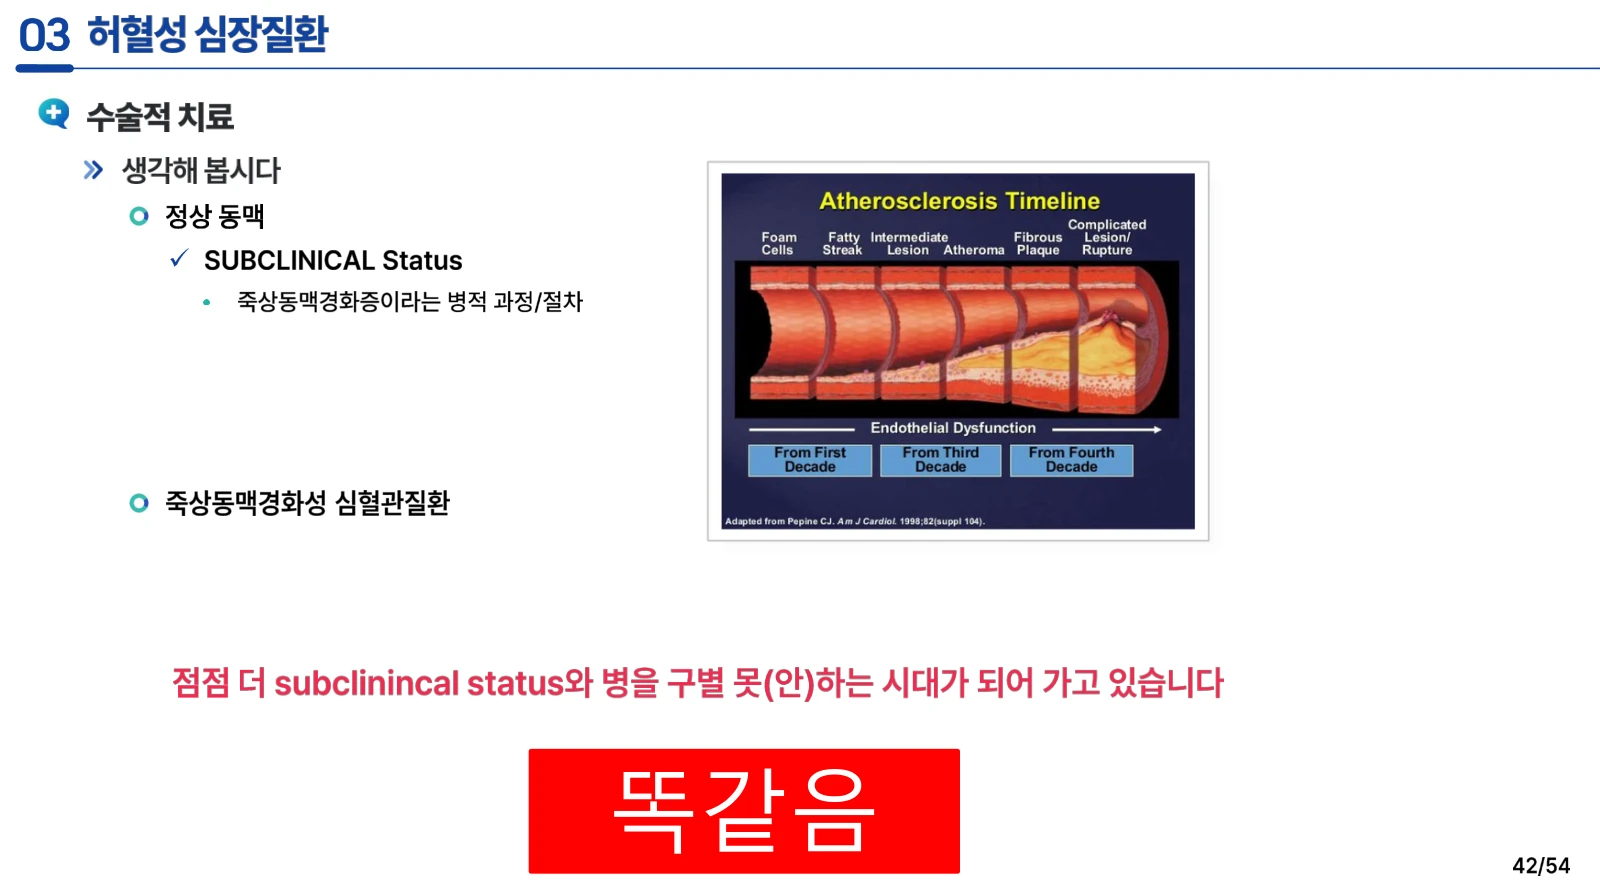 03 허혈성 심장질환
수술적 치료
생각해 봅시다
정상 동맥
SUBCLINICAL Status
죽상동맥경화증이라는 병적 과정/절차
죽상동맥경화성 심혈관질환
Atherosclerosis Timeline
Foam Cells
Fatty Streak
Intermediate Lesion
Atheroma
Fibrous Plaque
Complicated Lesion/ Rupture
Endothelial Dysfunction
From First Decade
From Third Decade
From Fourth Decade
Adapted from Pepine CJ. Am J Cardiol. 1998;82(suppl 104).
점점 더 subclinincal status와 병을 구별 못(안)하는 시대가 되어 가고 있습니다
똑같음
42/54